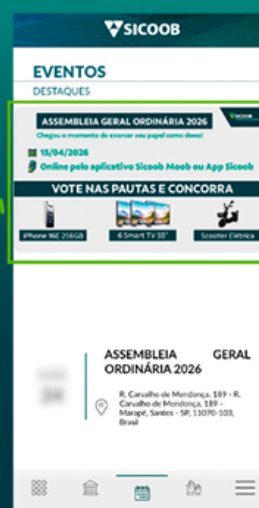 SICOOB
EVENTOS
DESTAQUES
ASSEMBLEIA GERAL ORDINÁRIA 2026
SICOOB
Chegou o momento de exercer seu papel como dono!
15/04/2026
Online pelo aplicativo Sicoob Moob ou App Sicoob
VOTE NAS PAUTAS E CONCORRA
iPhone 16E 256GB
6 Smart TV 55"
Scooter Elétrica
ASSEMBLEIA GERAL
ORDINÁRIA 2026
R. Carvalho de Mendonça, 189 - R.
Carvalho de Mendonça, 189 -
Marapé, Santos - SP, 11070-103,
Brasil